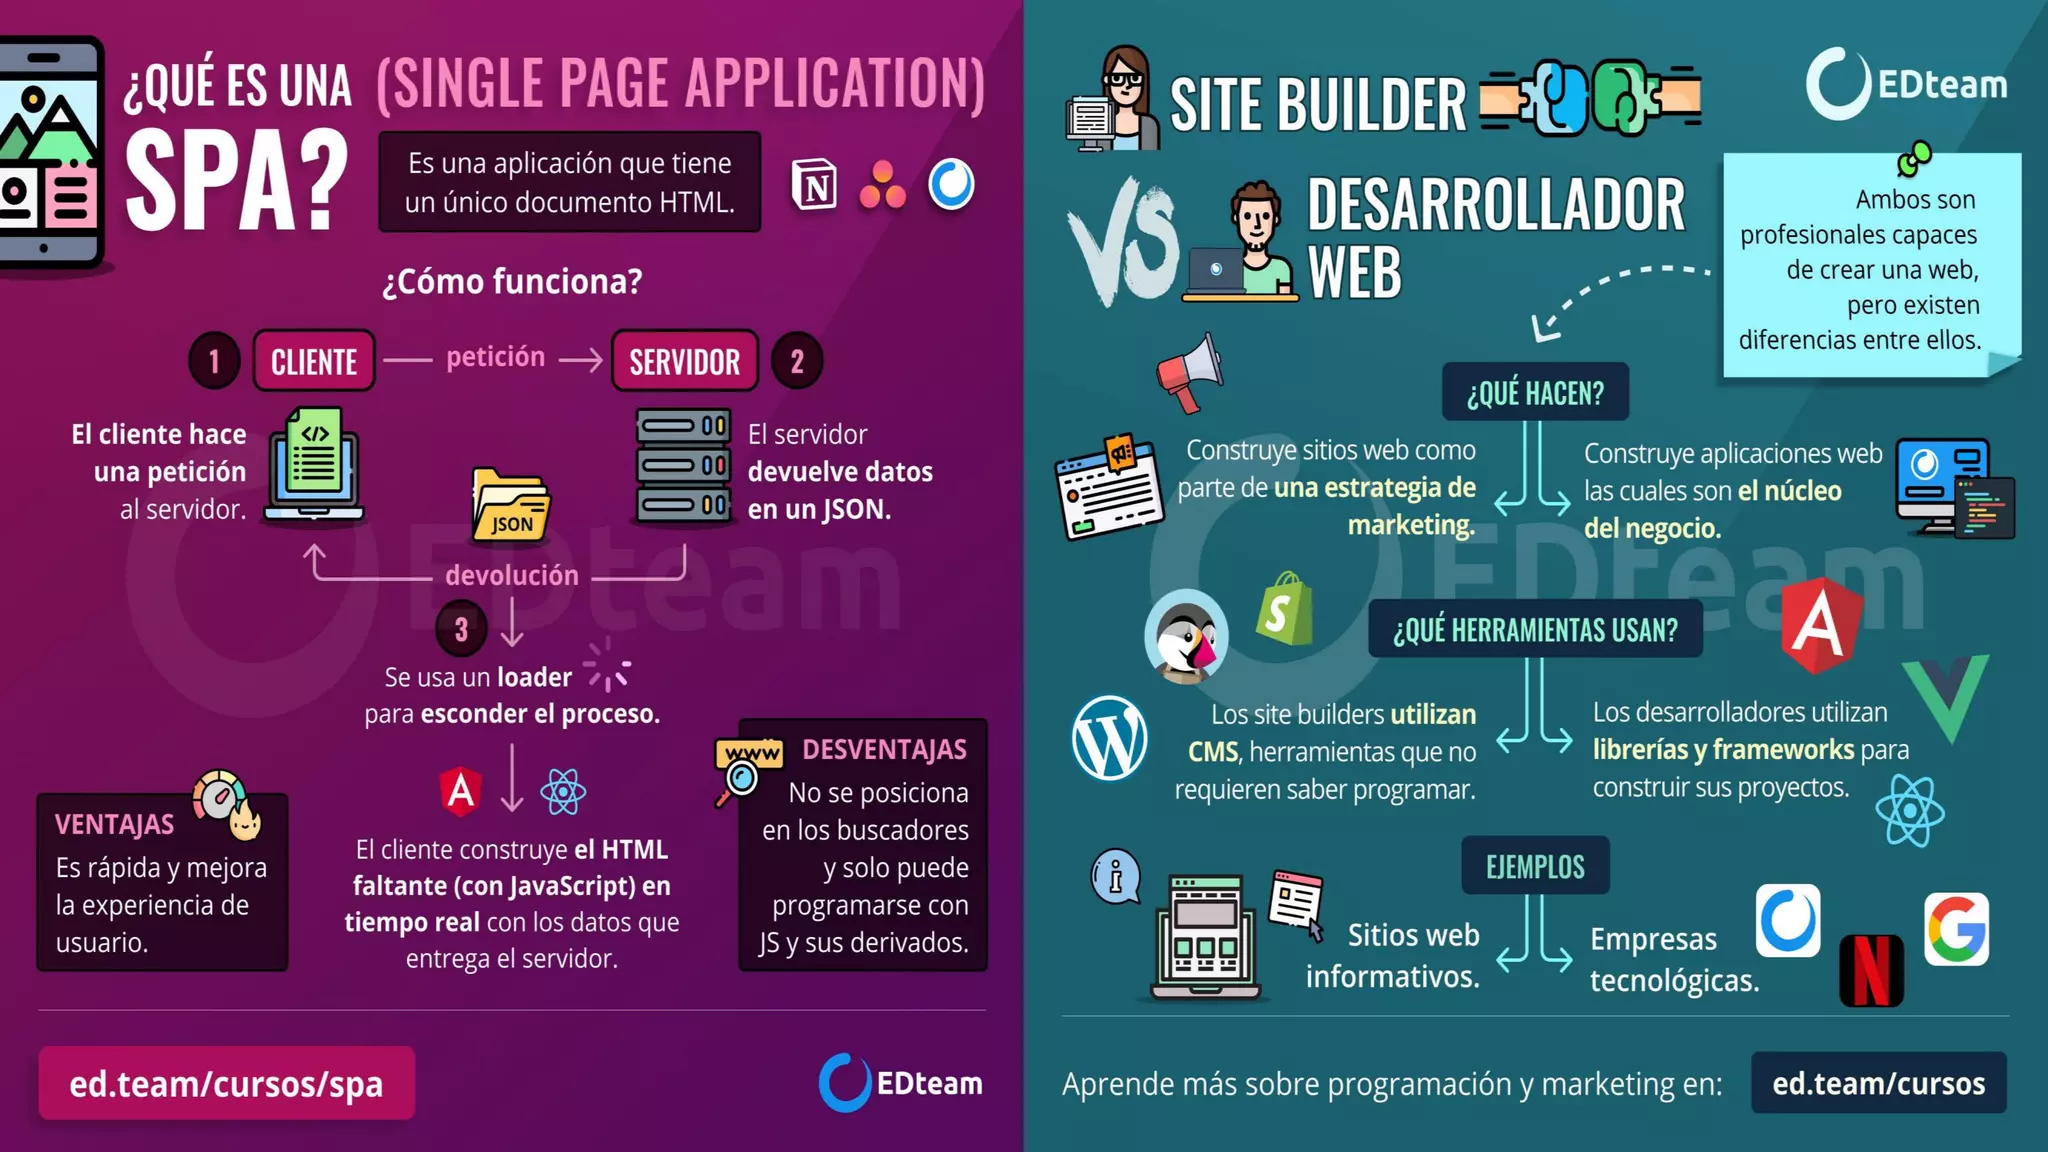 ¿QUÉ ES UNA
SPA?
(SINGLE PAGE APPLICATION)
Es una aplicación que tiene
un único documento HTML.
N
¿Cómo funciona?
1
CLIENTE
petición
SERVIDOR
2
El cliente hace
una petición
al servidor.
</>
JSON
El servidor
devuelve datos
en un JSON.
devolución
3
Se usa un loader
para esconder el proceso.
A
El cliente construye el HTML
faltante (con JavaScript) en
tiempo real con los datos que
entrega el servidor.
VENTAJAS
Es rápida y mejora
la experiencia de
usuario.
WWW
DESVENTAJAS
No se posiciona
en los buscadores
y solo puede
programarse con
JS y sus derivados.
EDteam
ed.team/cursos/spa
EDteam
SITE BUILDER
VS
DESARROLLADOR
WEB
EDteam
Ambos son
profesionales capaces
de crear una web,
pero existen
diferencias entre ellos.
¿QUÉ HACEN?
Construye sitios web como
parte de una estrategia de
marketing.
Construye aplicaciones web
las cuales son el núcleo
del negocio.
EDteam
¿QUÉ HERRAMIENTAS USAN?
S
W
A
Los site builders utilizan
CMS, herramientas que no
requieren saber programar.
Los desarrolladores utilizan
librerías y frameworks para
construir sus proyectos.
EJEMPLOS
i
Sitios web
informativos.
Empresas
tecnológicas.
N
G
Aprende más sobre programación y marketing en:
ed.team/cursos